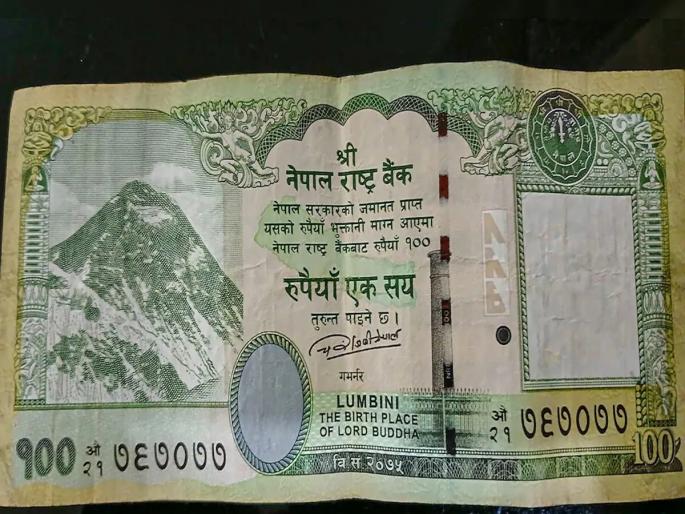 श्री
नेपाल राष्ट्र बैंक
नेपाल सरकारको जमानत प्राप्त
यसको रुपैयाँ भुक्तानी माग्न आएमा
नेपाल राष्ट्र बैंकबाट रुपैयाँ १००
रुपैयाँ एक सय
तुरुन्त पाइने छ।
गभर्नर
LUMBINI
THE BIRTH PLACE
OF LORD BUDDHA
वि सं २०७५
१००
औ
२१ ७६७०७७
औ
२१ ७६७०७७
100